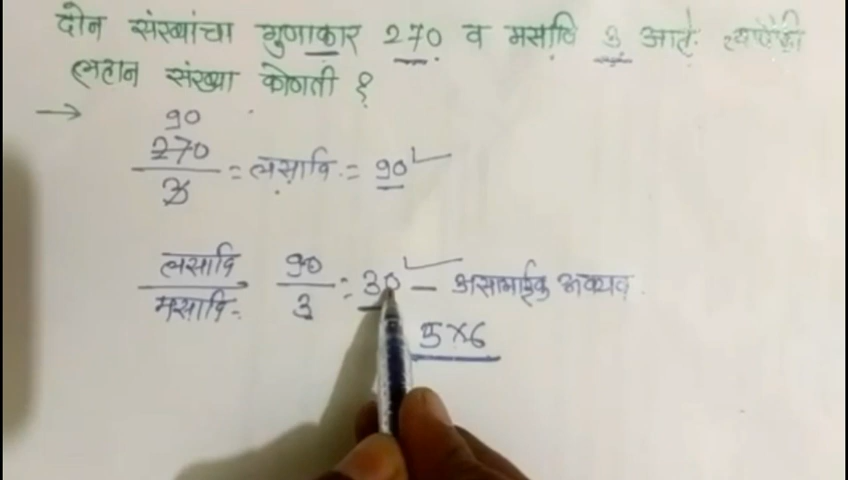 दोन संख्यांचा गुणाकार 270 व मसावि 3 आहे. त्यापैकी
लहान संख्या कोणती ?
→ 90
270/3 = लसावि = 90 ✓
लसावि/मसावि 90/3 = 30 ✓ – असामाईक अवयव
5×6